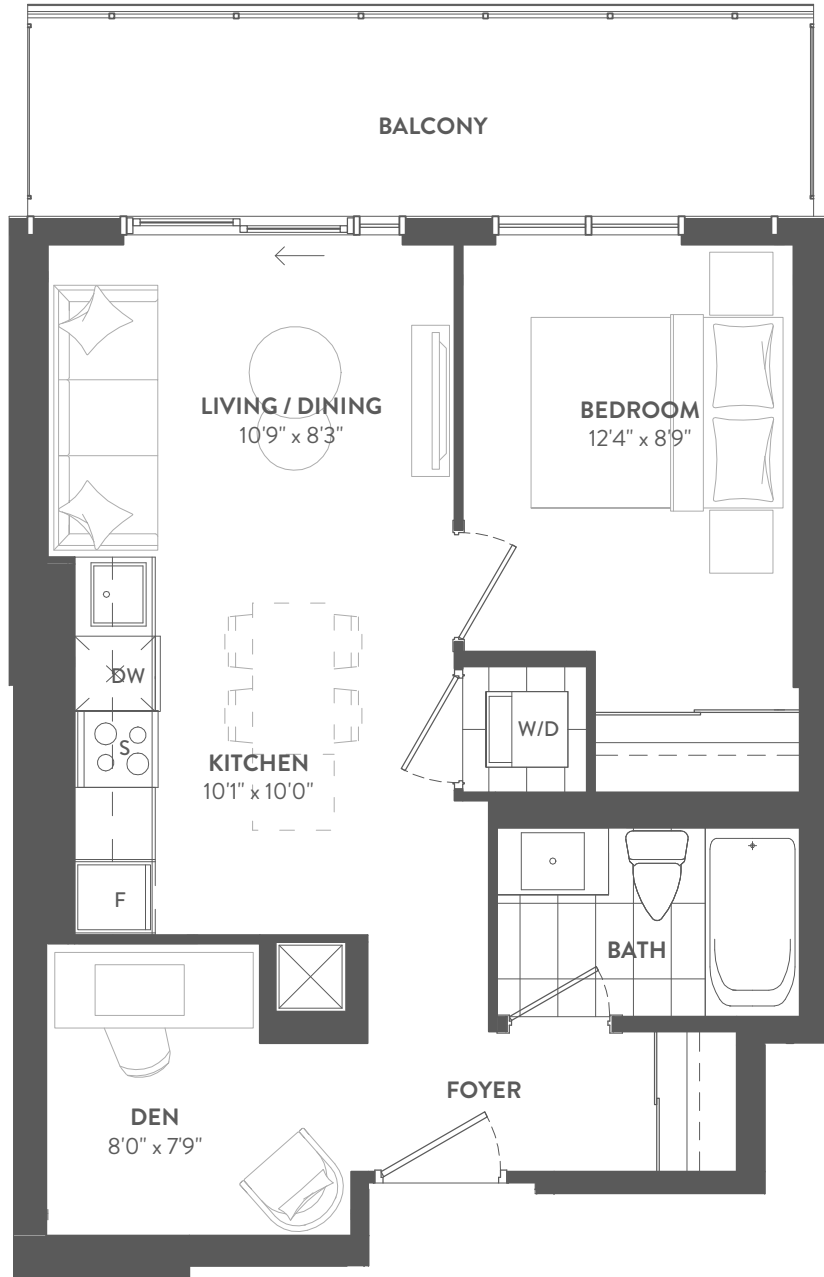 BALCONY
LIVING / DINING
10'9" x 8'3"
BEDROOM
12'4" x 8'9"
DW
W/D
S
KITCHEN
10'1" x 10'0"
F
BATH
FOYER
DEN
8'0" x 7'9"